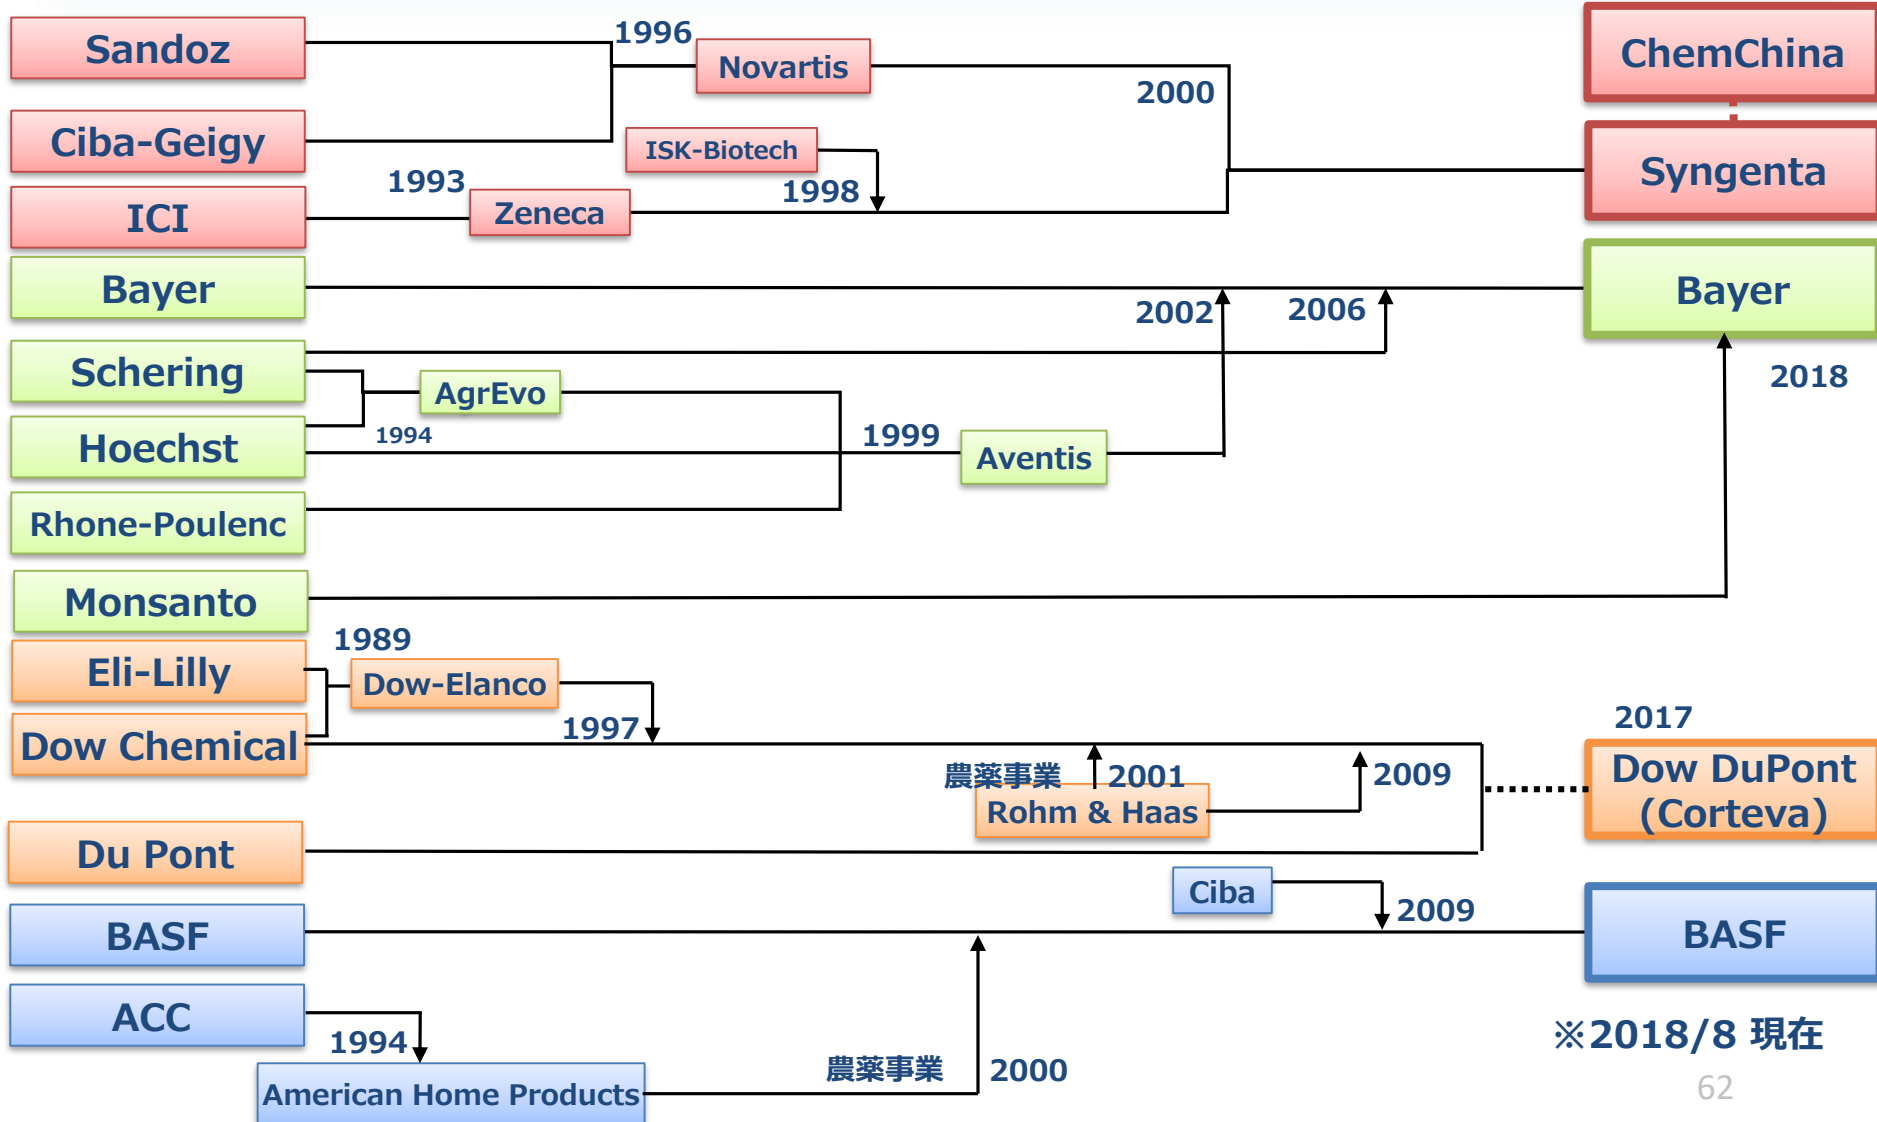 Sandoz
1996
Novartis
ChemChina
2000
Ciba-Geigy
ISK-Biotech
Syngenta
1993
1998
ICI
Zeneca
Bayer
Bayer
2002
2006
Schering
2018
AgrEvo
1994
1999
Hoechst
Aventis
Rhone-Poulenc
Monsanto
1989
Eli-Lilly
Dow-Elanco
1997
2017
Dow Chemical
農薬事業
2001
2009
Dow DuPont
(Corteva)
Rohm & Haas
Du Pont
Ciba
2009
BASF
BASF
ACC
1994
農薬事業
2000
American Home Products
※2018/8 現在
62